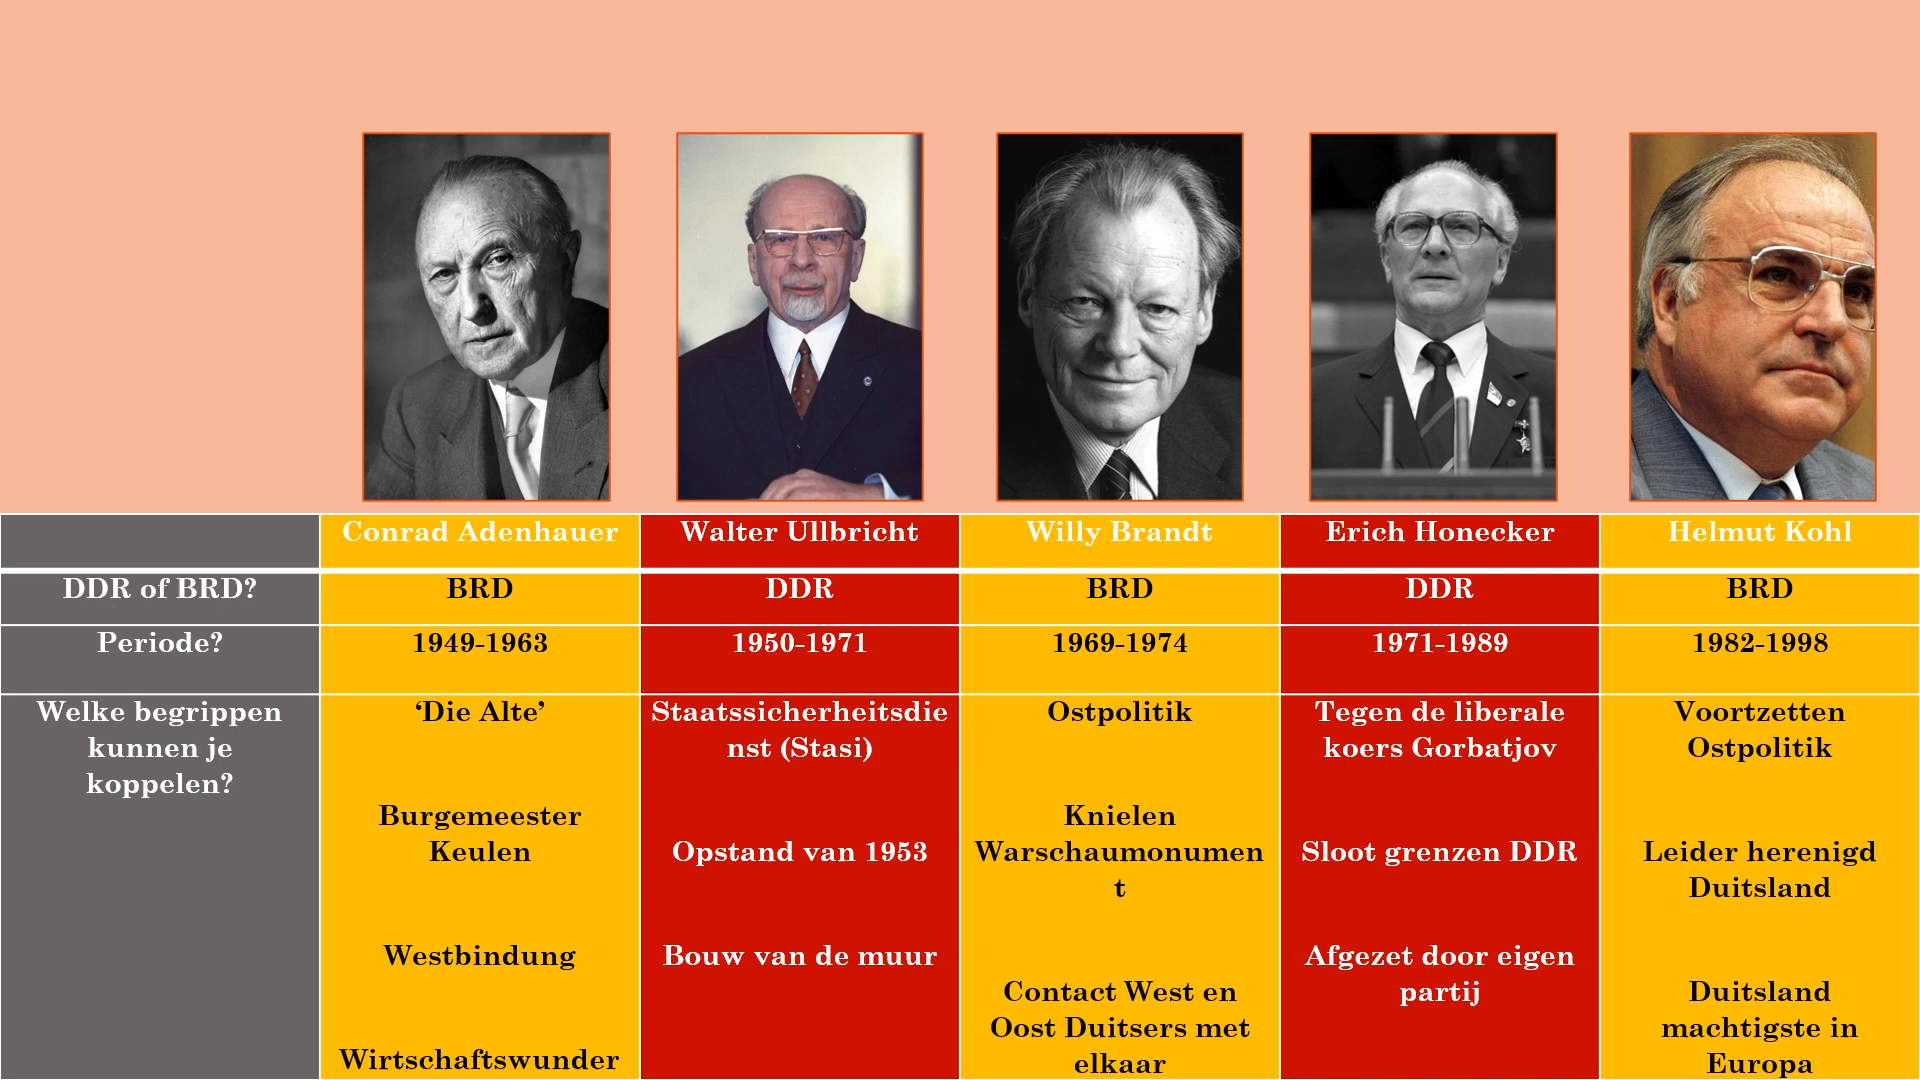 Conrad Adenhauer
Walter Ullbricht
Willy Brandt
Erich Honecker
Helmut Kohl
DDR of BRD?
BRD
DDR
BRD
DDR
BRD
Periode?
1949-1963
1950-1971
1969-1974
1971-1989
1982-1998
Welke begrippen
kunnen je
koppelen?
‘Die Alte’
Burgemeester
Keulen
Westbindung
Wirtschaftswunder
Staatssicherheitsdie
nst (Stasi)
Opstand van 1953
Bouw van de muur
Ostpolitik
Knielen
Warschaumonumen
t
Contact West en
Oost Duitsers met
elkaar
Tegen de liberale
koers Gorbatjov
Sloot grenzen DDR
Afgezet door eigen
partij
Voortzetten
Ostpolitik
Leider herenigd
Duitsland
Duitsland
machtigste in
Europa